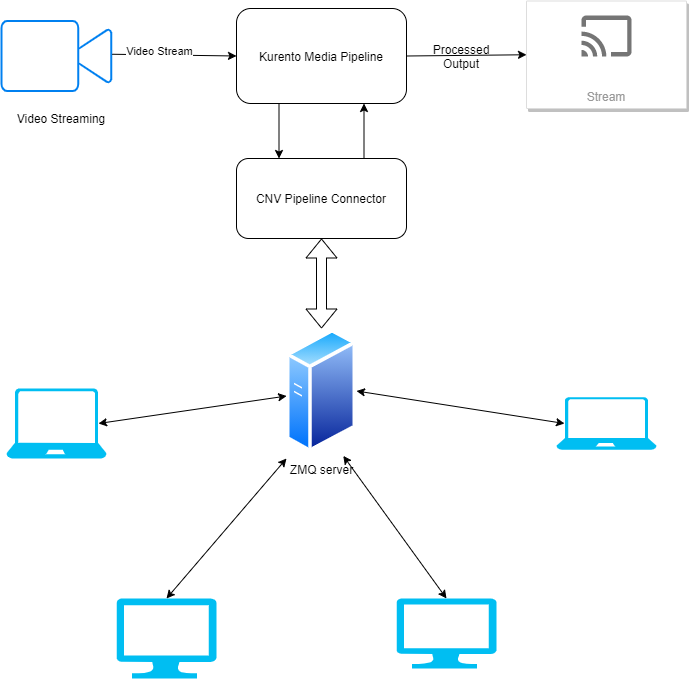 Video Stream
Kurento Media Pipeline
Processed
Output
Stream
Video Streaming
CNV Pipeline Connector
ZMQ server